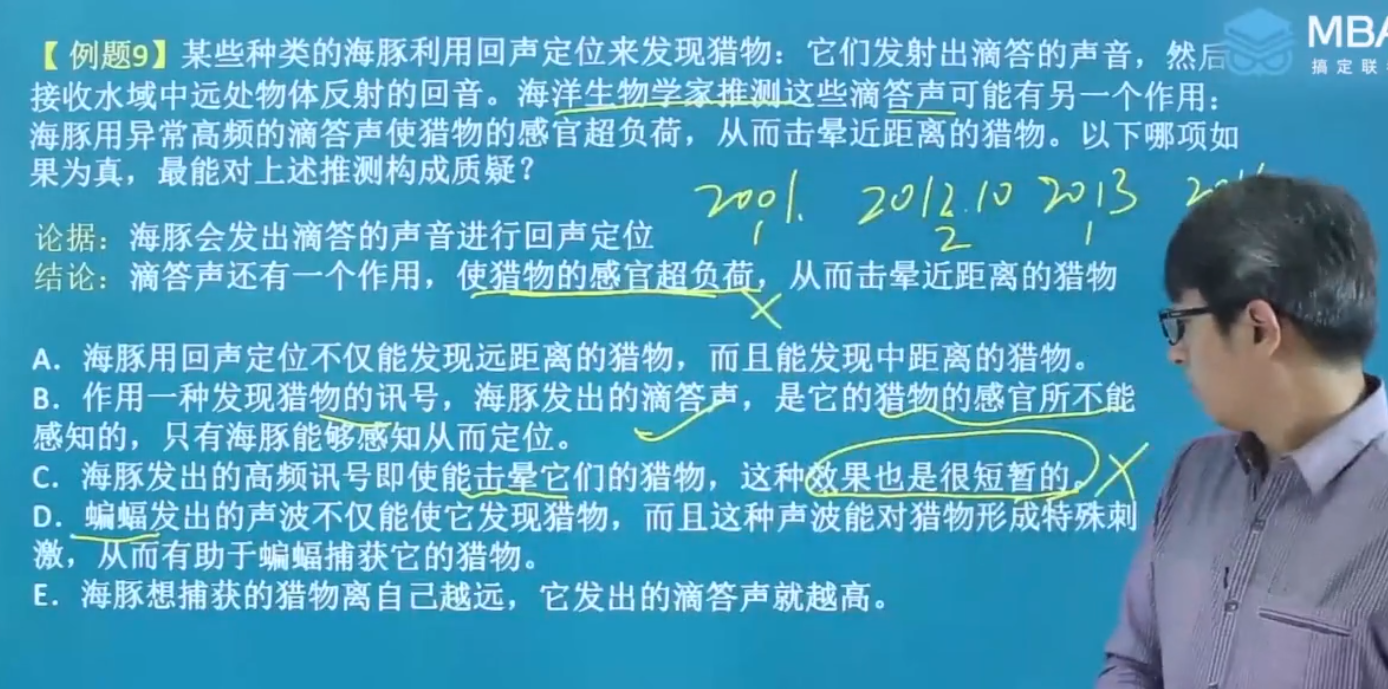 MBA
搞定联
【例题9】某些种类的海豚利用回声定位来发现猎物：它们发射出滴答的声音，然后
接收水域中远处物体反射的回音。海洋生物学家推测这些滴答声可能有另一个作用：
海豚用异常高频的滴答声使猎物的感官超负荷，从而击晕近距离的猎物。以下哪项如
果为真，最能对上述推测构成质疑？
2001. 2012.10 2013
1 2 1
论据：海豚会发出滴答的声音进行回声定位
结论：滴答声还有一个作用，使猎物的感官超负荷，从而击晕近距离的猎物
A．海豚用回声定位不仅能发现远距离的猎物，而且能发现中距离的猎物。
B．作用一种发现猎物的讯号，海豚发出的滴答声，是它的猎物的感官所不能
感知的，只有海豚能够感知从而定位。
C．海豚发出的高频讯号即使能击晕它们的猎物，这种效果也是很短暂的。
D．蝙蝠发出的声波不仅能使它发现猎物，而且这种声波能对猎物形成特殊刺
激，从而有助于蝙蝠捕获它的猎物。
E．海豚想捕获的猎物离自己越远，它发出的滴答声就越高。